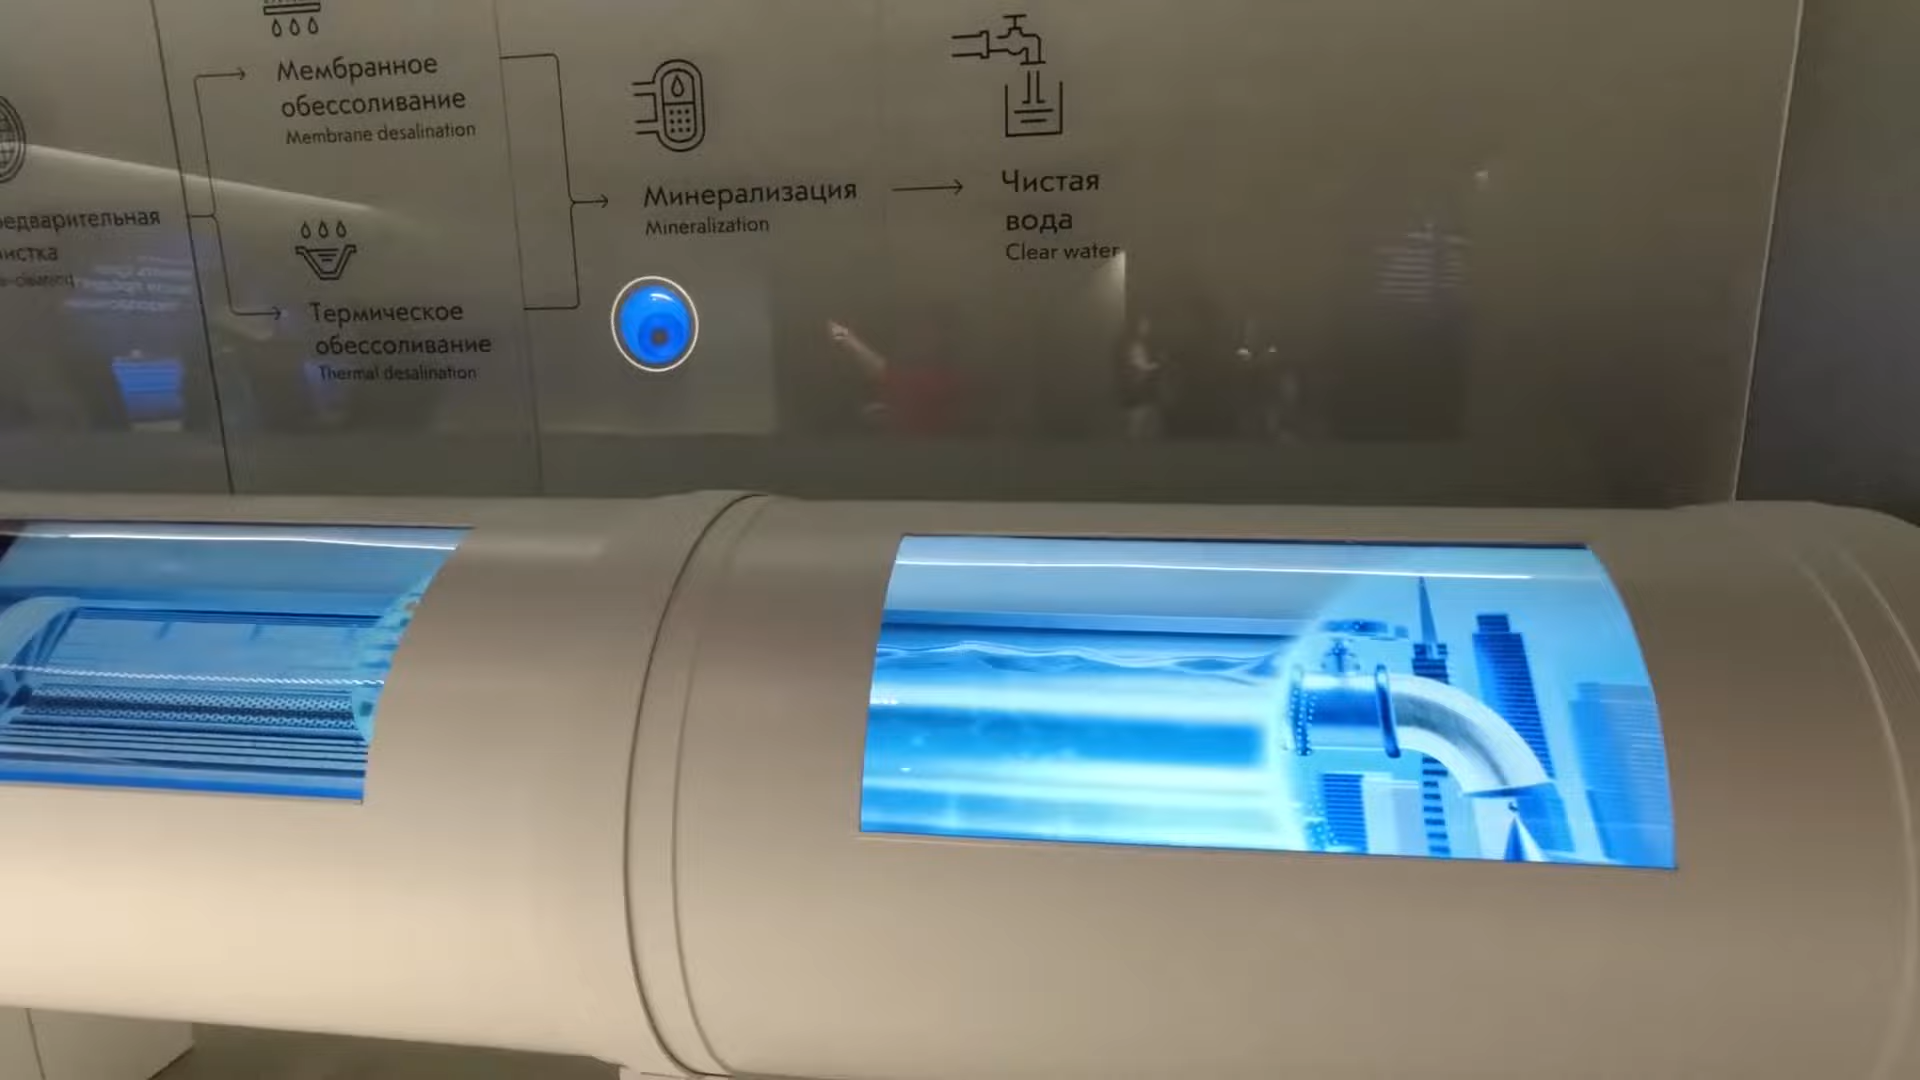 Мембранное
обессоливание
Membrane desalination
Термическое
обессоливание
Thermal desalination
Минерализация
Mineralization
Чистая
вода
Clear water